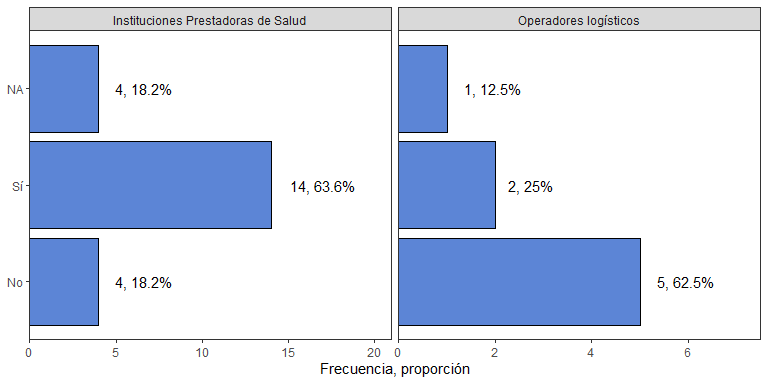 Instituciones Prestadoras de Salud
Operadores logísticos
NA
4, 18.2%
1, 12.5%
Sí
14, 63.6%
2, 25%
No
4, 18.2%
5, 62.5%
0 5 10 15 20
0 2 4 6
Frecuencia, proporción